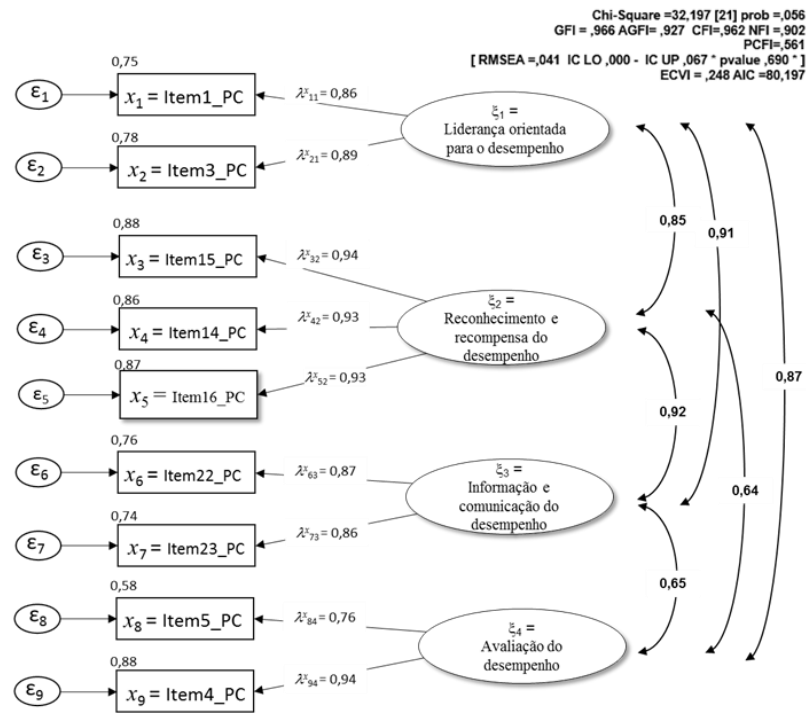 Chi-Square =32,197 [21] prob =,056
GFI = ,966 AGFI= ,927 CFI=,962 NFI = ,902
PCFI=,561
[ RMSEA =,041 IC LO ,000 - IC UP ,067 * pvalue ,690 * ]
ECVI = ,248 AIC =80,197
0,75
ε1 x1 = Item1_PC λx11= 0,86
ξ1 =
Liderança orientada
para o desempenho
0,78
ε2 x2 = Item3_PC λx21= 0,89
0,88
ε3 x3 = Item15_PC λx32= 0,94
0,86
ε4 x4 = Item14_PC λx42= 0,93
ξ2 =
Reconhecimento e
recompensa do
desempenho
0,87
ε5 x5 = Item16_PC λx52= 0,93
0,76
ε6 x6 = Item22_PC λx63= 0,87
ξ3 =
Informação e
comunicação do
desempenho
0,74
ε7 x7 = Item23_PC λx73= 0,86
0,58
ε8 x8 = Item5_PC λx84= 0,76
ξ4 =
Avaliação do
desempenho
0,88
ε9 x9 = Item4_PC λx94= 0,94
0,85
0,91
0,87
0,92
0,64
0,65